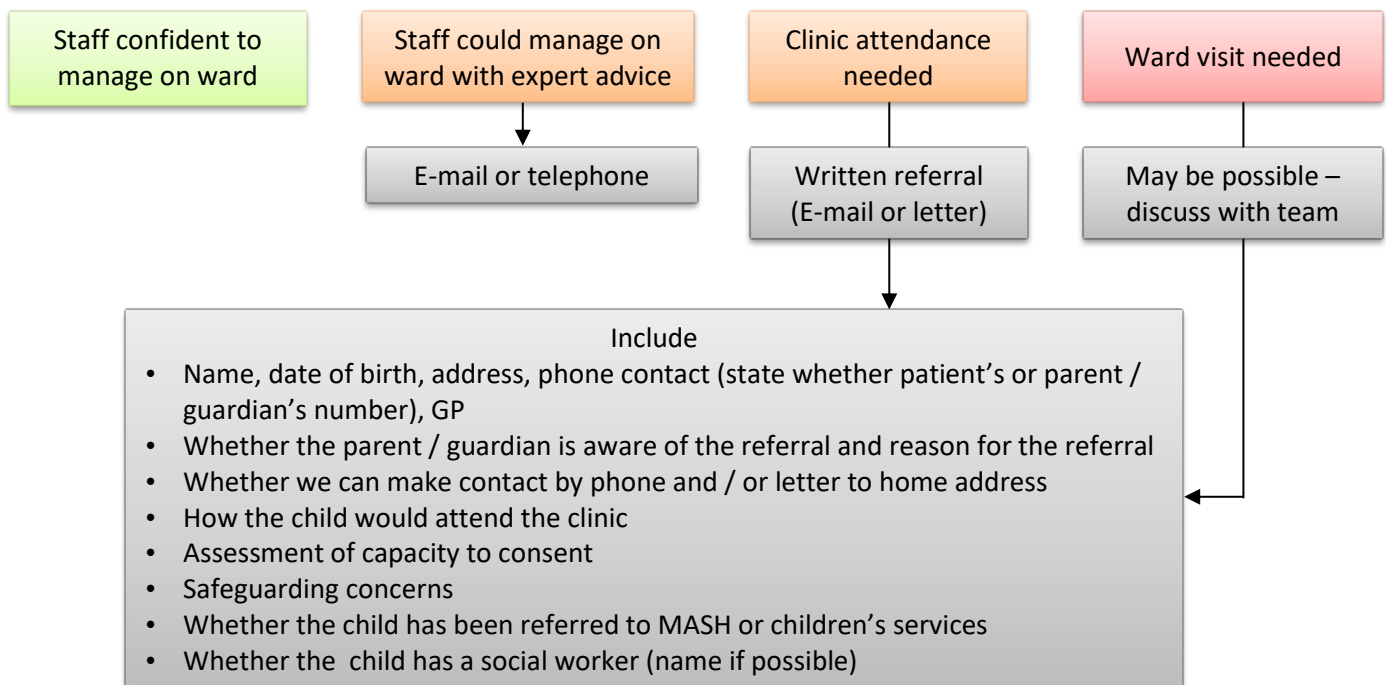 Staff confident to
manage on ward
Staff could manage on
ward with expert advice
Clinic attendance
needed
Ward visit needed
E-mail or telephone
Written referral
(E-mail or letter)
May be possible –
discuss with team
Include
• Name, date of birth, address, phone contact (state whether patient’s or parent /
guardian’s number), GP
• Whether the parent / guardian is aware of the referral and reason for the referral
• Whether we can make contact by phone and / or letter to home address
• How the child would attend the clinic
• Assessment of capacity to consent
• Safeguarding concerns
• Whether the child has been referred to MASH or children’s services
• Whether the  child has a social worker (name if possible)